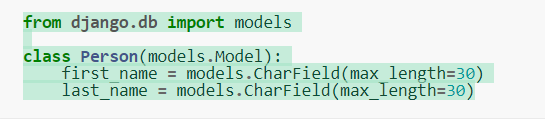 from django.db import models

class Person(models.Model):
    first_name = models.CharField(max_length=30)
    last_name = models.CharField(max_length=30)